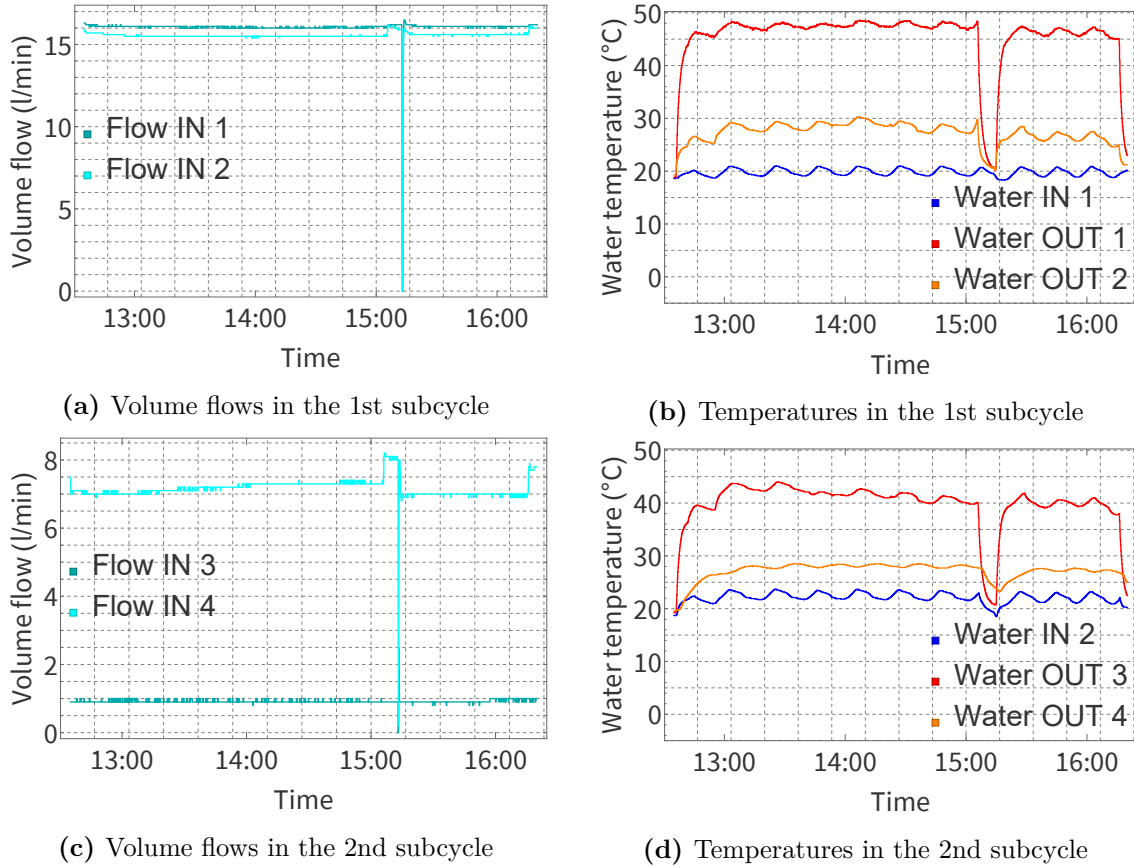 Volume flow (l/min)
16
14
12
10
8
6
4
2
0
Flow IN 1
Flow IN 2
13:00 14:00 15:00 16:00
Time
(a) Volume flows in the 1st subcycle
Water temperature (°C)
50
40
30
20
10
0
Water IN 1
Water OUT 1
Water OUT 2
13:00 14:00 15:00 16:00
Time
(b) Temperatures in the 1st subcycle
Volume flow (l/min)
8
6
4
2
0
Flow IN 3
Flow IN 4
13:00 14:00 15:00 16:00
Time
(c) Volume flows in the 2nd subcycle
Water temperature (°C)
50
40
30
20
10
0
Water IN 2
Water OUT 3
Water OUT 4
13:00 14:00 15:00 16:00
Time
(d) Temperatures in the 2nd subcycle